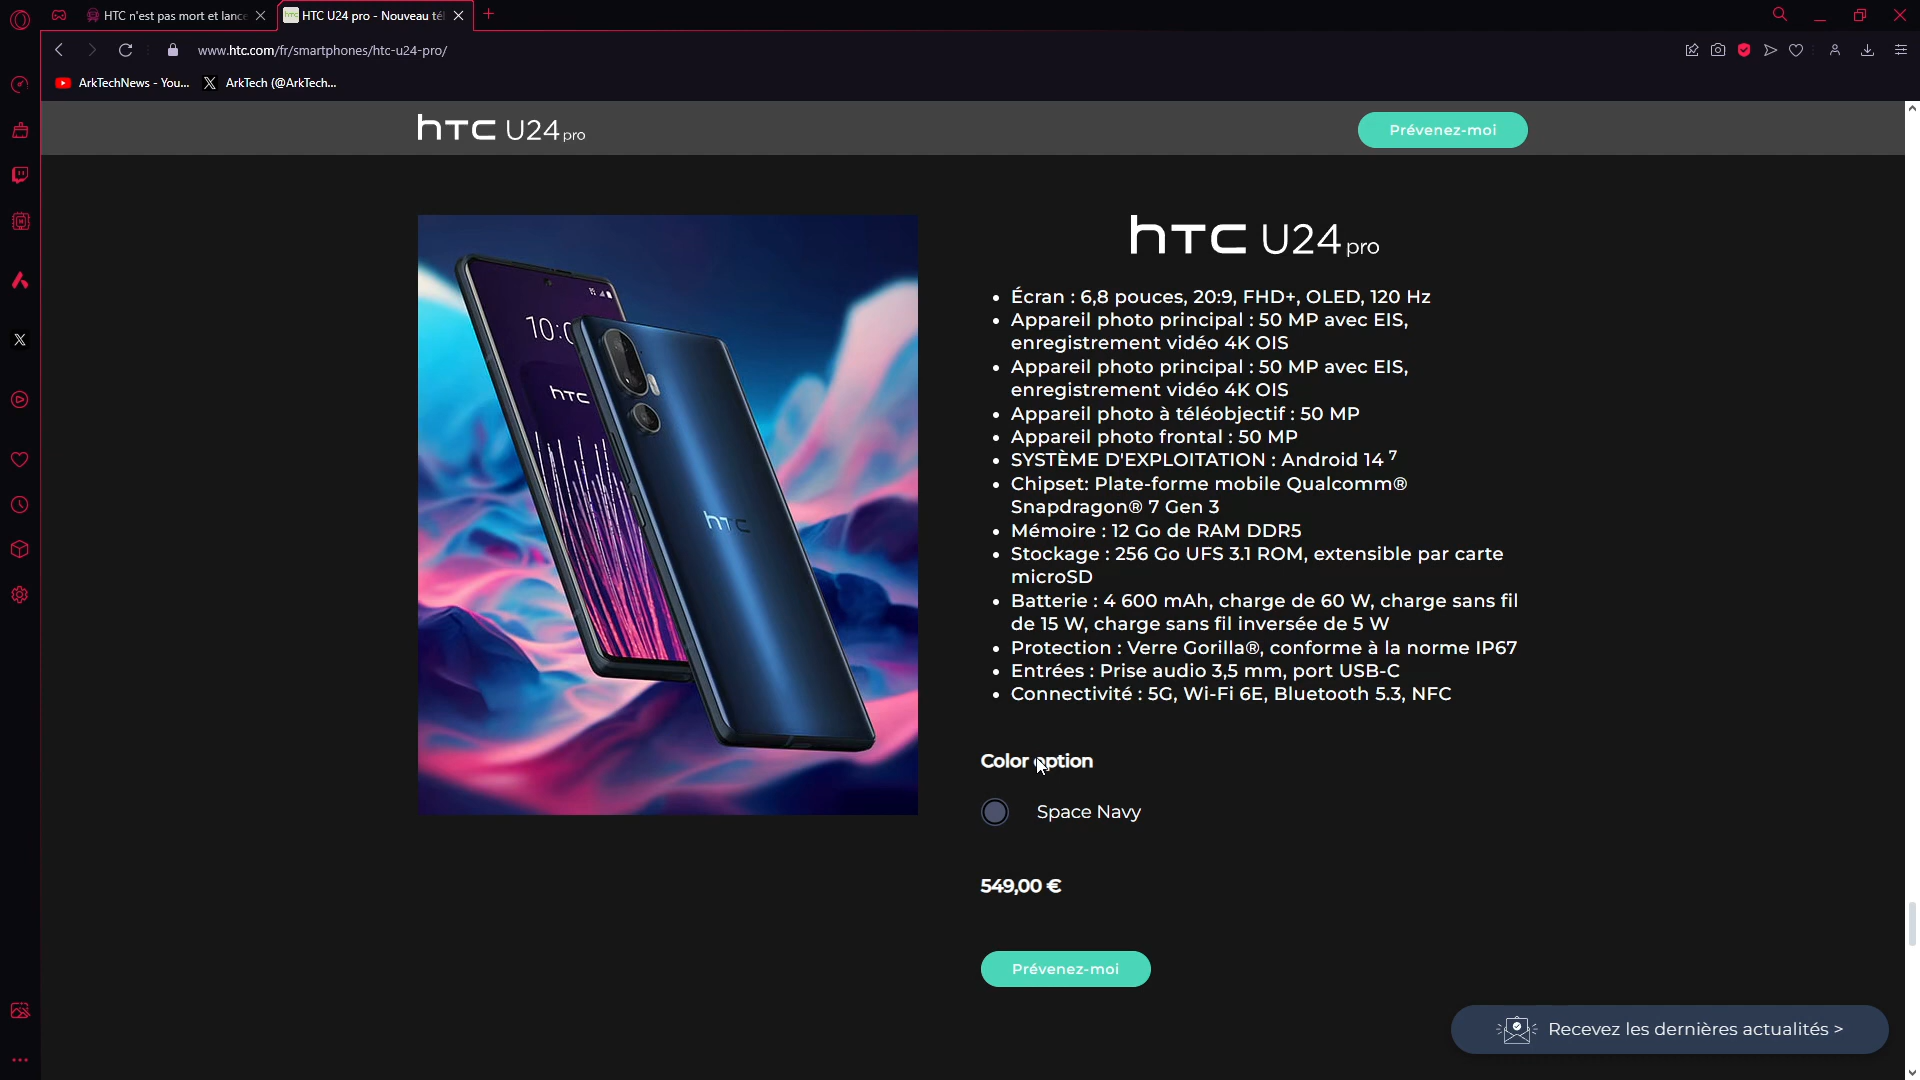 HTC n'est pas mort et lance
HTC U24 pro - Nouveau tél
www.htc.com/fr/smartphones/htc-u24-pro/
ArkTechNews - You...
ArkTech (@ArkTech...
hTC U24 pro
Prévenez-moi
10:0
hTC
hTC
hTC U24 pro
• Écran : 6,8 pouces, 20:9, FHD+, OLED, 120 Hz
• Appareil photo principal : 50 MP avec EIS,
enregistrement vidéo 4K OIS
• Appareil photo principal : 50 MP avec EIS,
enregistrement vidéo 4K OIS
• Appareil photo à téléobjectif : 50 MP
• Appareil photo frontal : 50 MP
• SYSTÈME D'EXPLOITATION : Android 14 ⁷
• Chipset: Plate-forme mobile Qualcomm®
Snapdragon® 7 Gen 3
• Mémoire : 12 Go de RAM DDR5
• Stockage : 256 Go UFS 3.1 ROM, extensible par carte
microSD
• Batterie : 4 600 mAh, charge de 60 W, charge sans fil
de 15 W, charge sans fil inversée de 5 W
• Protection : Verre Gorilla®, conforme à la norme IP67
• Entrées : Prise audio 3,5 mm, port USB-C
• Connectivité : 5G, Wi-Fi 6E, Bluetooth 5.3, NFC
Color option
Space Navy
549,00 €
Prévenez-moi
Recevez les dernières actualités >